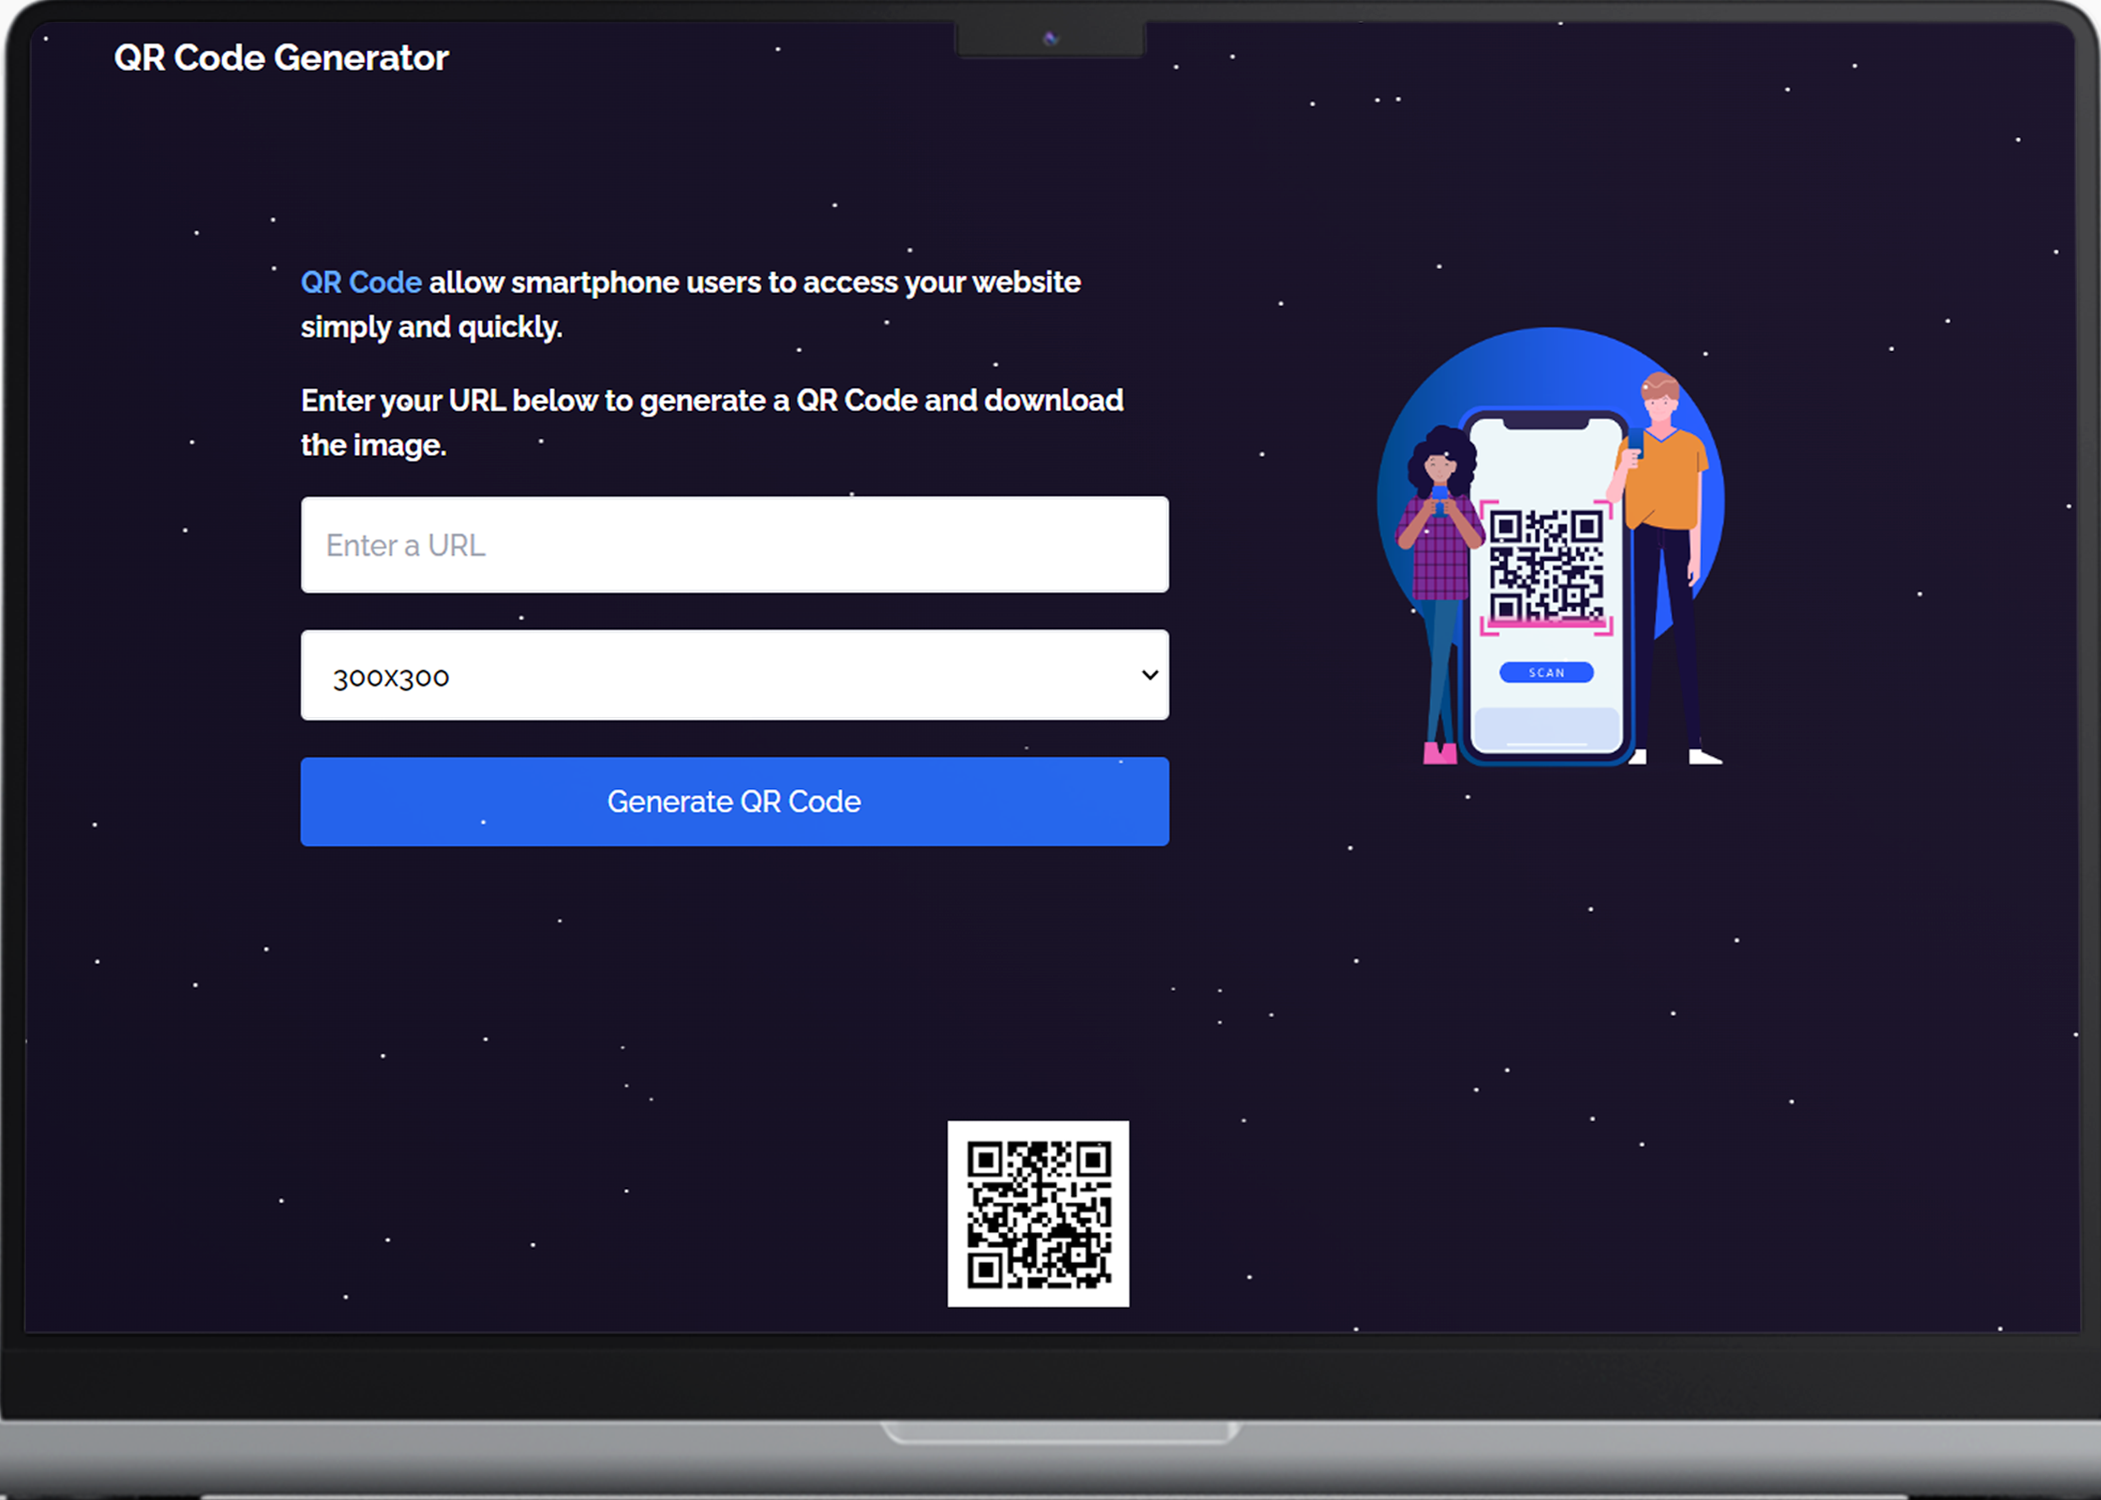 QR Code Generator
QR Code allow smartphone users to access your website
simply and quickly.
Enter your URL below to generate a QR Code and download
the image.
Enter a URL
300x300
Generate QR Code
SCAN